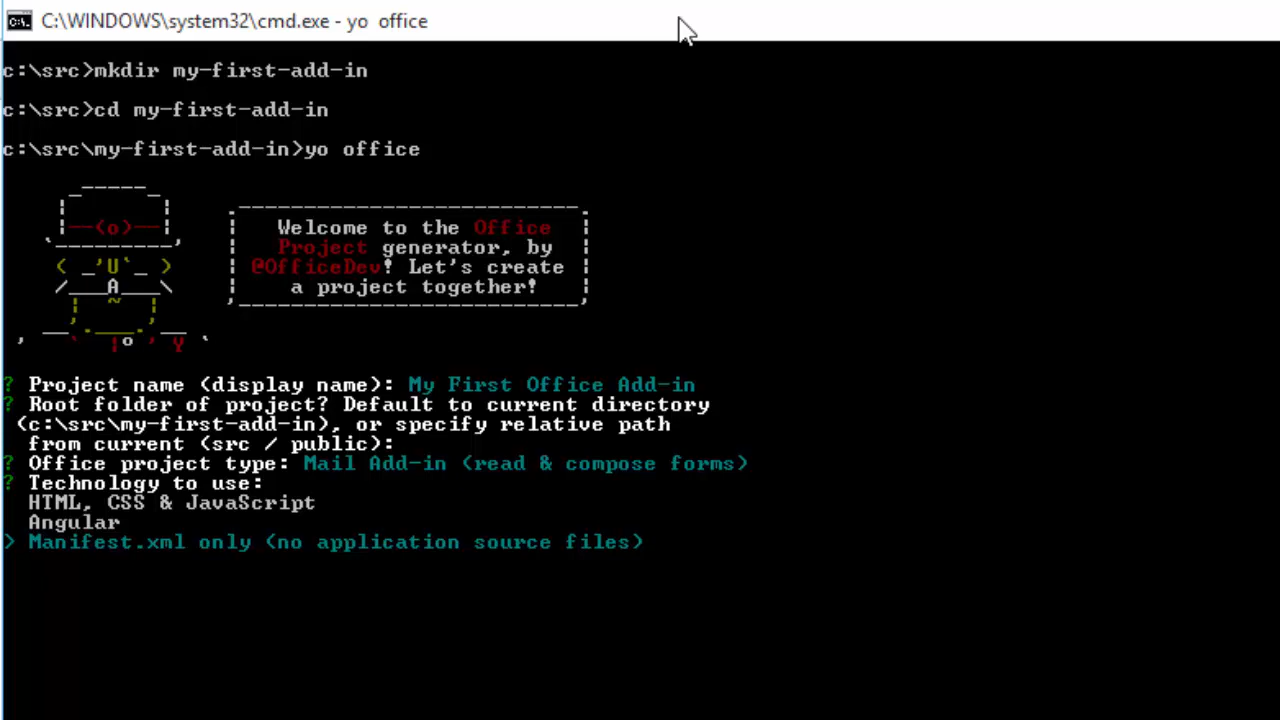 C:\WINDOWS\system32\cmd.exe - yo  office
c:\src>mkdir my-first-add-in
c:\src>cd my-first-add-in
c:\src\my-first-add-in>yo office
Welcome to the Office
Project generator, by
@OfficeDev! Let's create
a project together!
? Project name (display name): My First Office Add-in
? Root folder of project? Default to current directory
(c:\src\my-first-add-in), or specify relative path
from current (src / public):
? Office project type: Mail Add-in (read & compose forms)
? Technology to use:
HTML, CSS & JavaScript
Angular
> Manifest.xml only (no application source files)